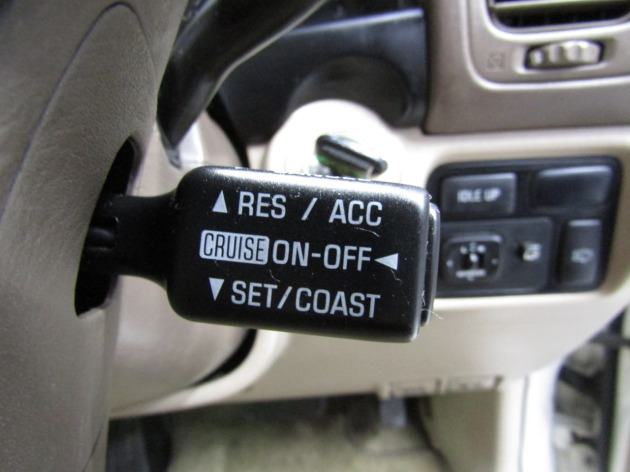 ▲ RES / ACC
CRUISE ON-OFF ◀
▼ SET/COAST
IDLE UP